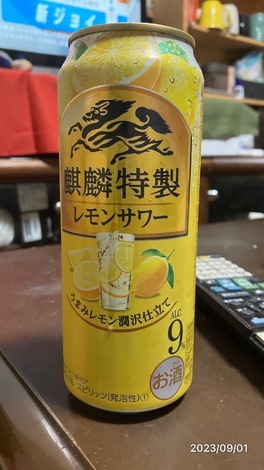 新ジョイ
麒麟特製
レモンサワー
うまみレモン潤沢仕立て
ALC.
9%
お酒
スピリッツ(発泡性)①
2023/09/01